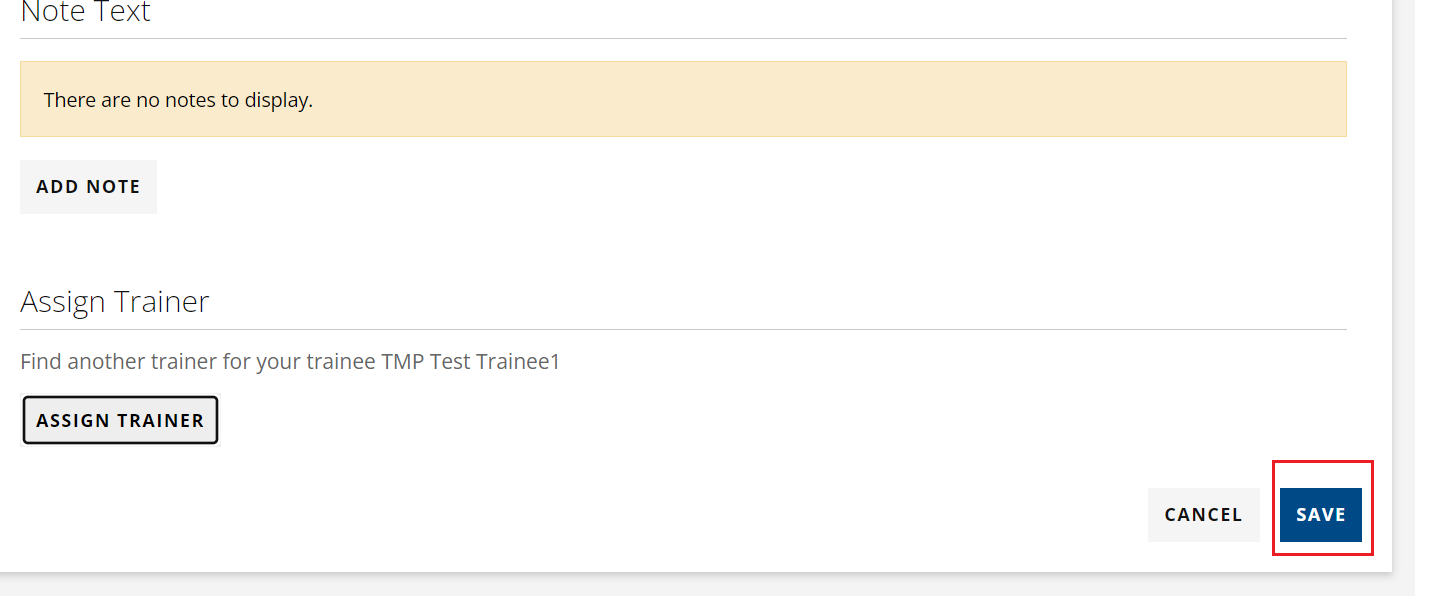 Note Text
There are no notes to display.
ADD NOTE
Assign Trainer
Find another trainer for your trainee TMP Test Trainee1
ASSIGN TRAINER
CANCEL SAVE